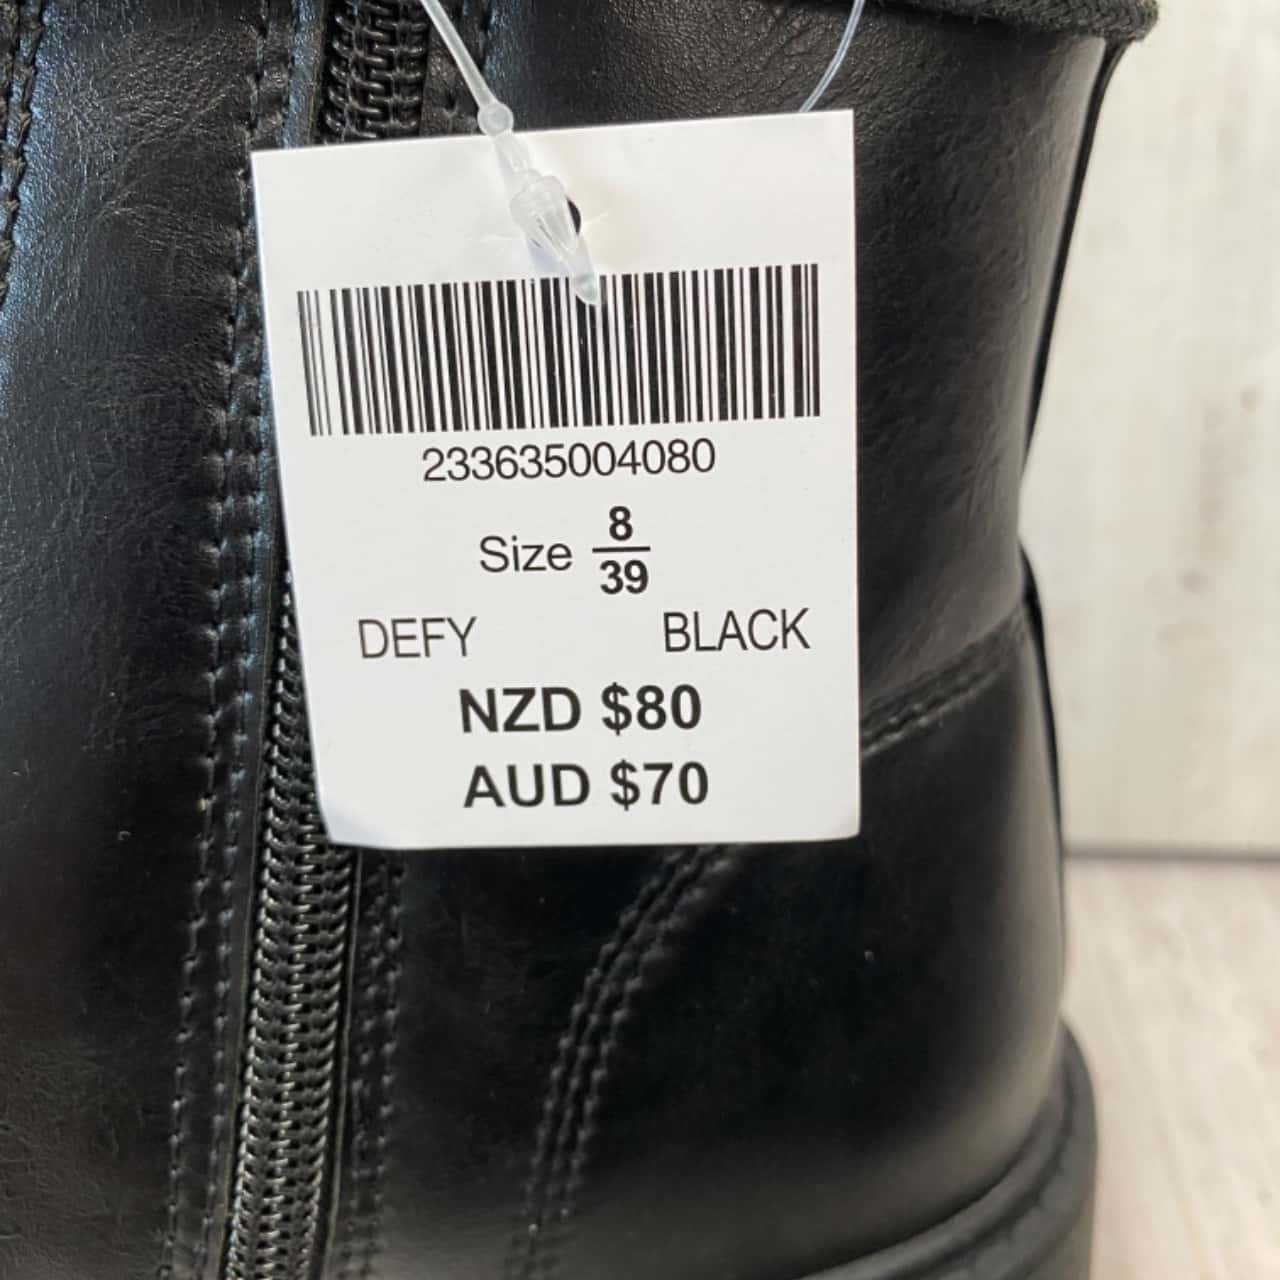 233635004080
Size 8/39
DEFY BLACK
NZD $80
AUD $70